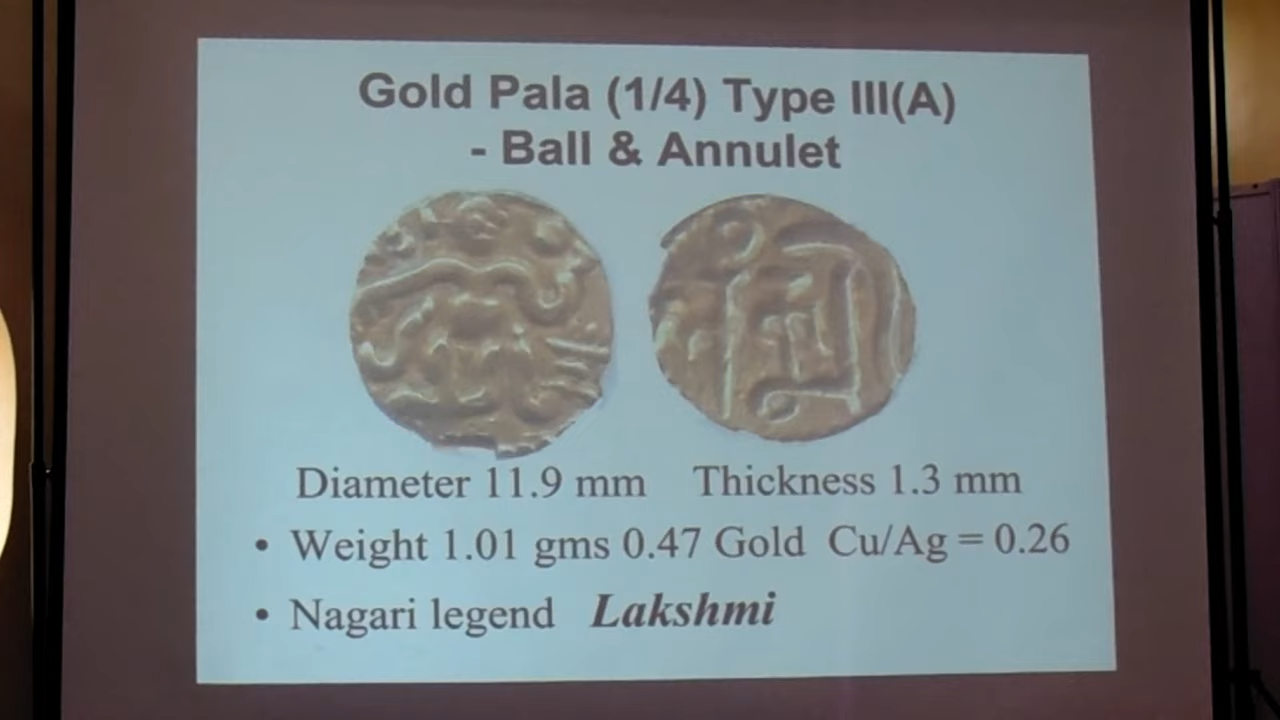 Gold Pala (1/4) Type III(A)
- Ball & Annulet
Diameter 11.9 mm Thickness 1.3 mm
• Weight 1.01 gms 0.47 Gold Cu/Ag = 0.26
• Nagari legend Lakshmi